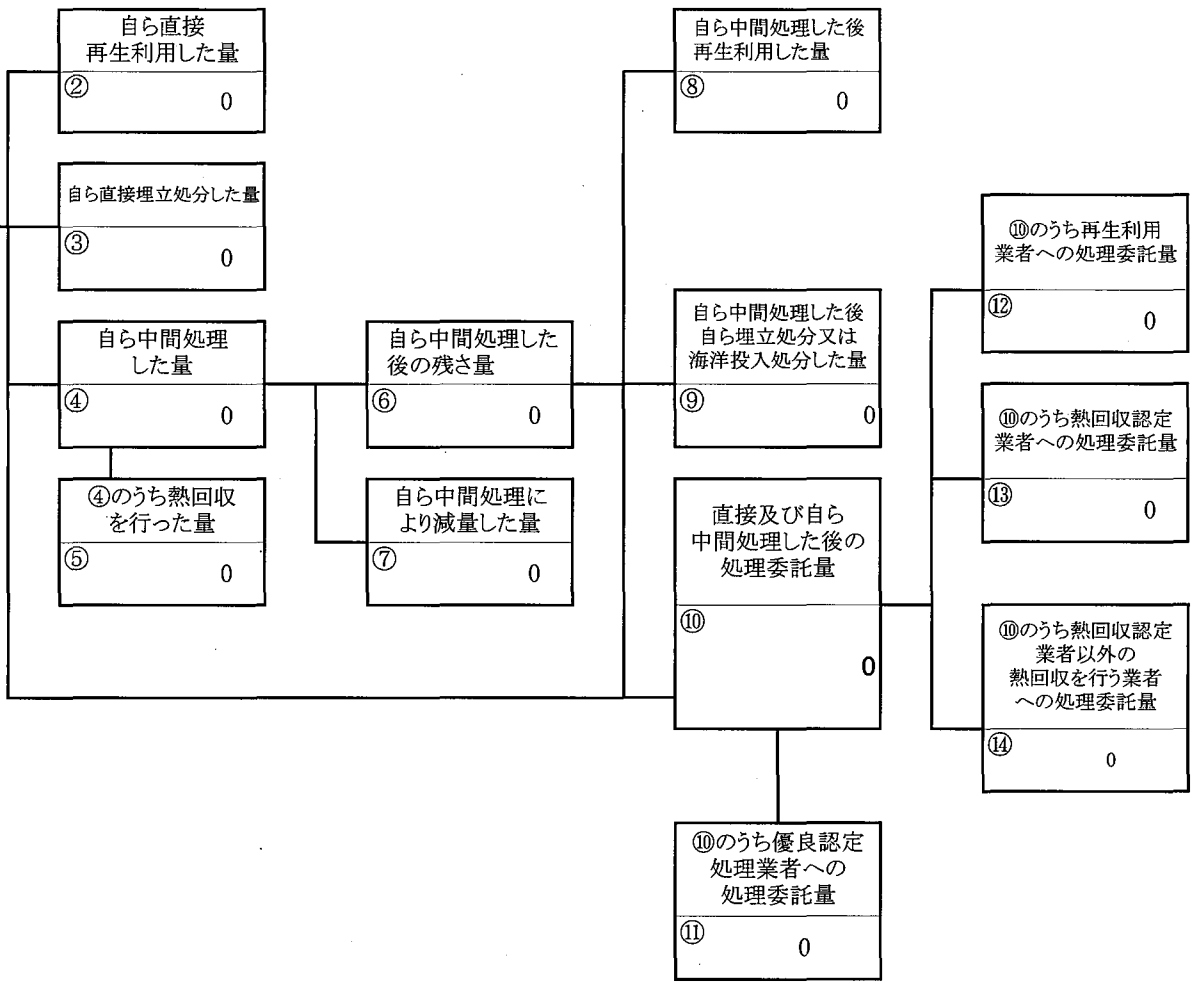 自ら直接
再生利用した量
②
0
自ら直接埋立処分した量
③
0
自ら中間処理
した量
④
0
④のうち熱回収
を行った量
⑤
0
自ら中間処理した
後の残さ量
⑥
0
自ら中間処理に
より減量した量
⑦
0
自ら中間処理した後
再生利用した量
⑧
0
自ら中間処理した後
自ら埋立処分又は
海洋投入処分した量
⑨
0
直接及び自ら
中間処理した後の
処理委託量
⑩
0
⑩のうち優良認定
処理業者への
処理委託量
⑪
0
⑩のうち再生利用
業者への処理委託量
⑫
0
⑩のうち熱回収認定
業者への処理委託量
⑬
0
⑩のうち熱回収認定
業者以外の
熱回収を行う業者
への処理委託量
⑭
0